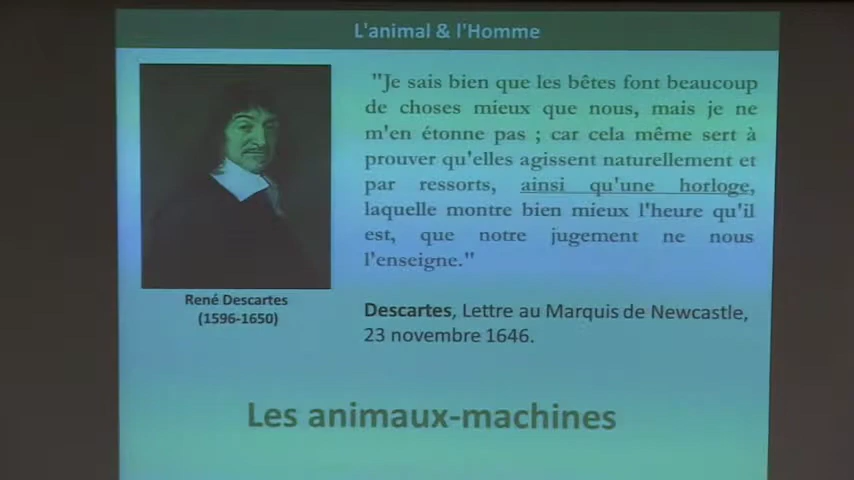 L'animal & l'Homme
"Je sais bien que les bêtes font beaucoup
de choses mieux que nous, mais je ne
m'en étonne pas ; car cela même sert à
prouver qu'elles agissent naturellement et
par ressorts, ainsi qu'une horloge,
laquelle montre bien mieux l'heure qu'il
est, que notre jugement ne nous
l'enseigne."
René Descartes
(1596-1650)
Descartes, Lettre au Marquis de Newcastle,
23 novembre 1646.
Les animaux-machines